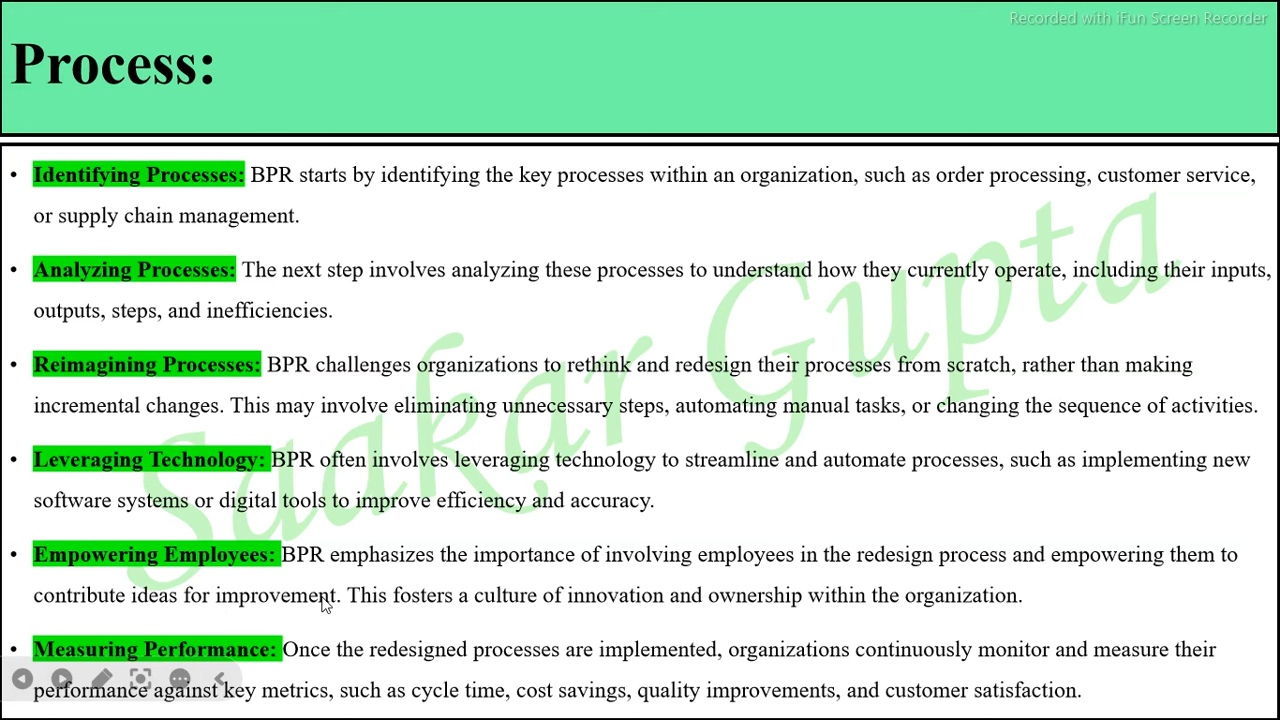 Recorded with iFun Screen Recorder
Process:
• Identifying Processes: BPR starts by identifying the key processes within an organization, such as order processing, customer service,
or supply chain management.
• Analyzing Processes: The next step involves analyzing these processes to understand how they currently operate, including their inputs,
outputs, steps, and inefficiencies.
• Reimagining Processes: BPR challenges organizations to rethink and redesign their processes from scratch, rather than making
incremental changes. This may involve eliminating unnecessary steps, automating manual tasks, or changing the sequence of activities.
• Leveraging Technology: BPR often involves leveraging technology to streamline and automate processes, such as implementing new
software systems or digital tools to improve efficiency and accuracy.
• Empowering Employees: BPR emphasizes the importance of involving employees in the redesign process and empowering them to
contribute ideas for improvement. This fosters a culture of innovation and ownership within the organization.
• Measuring Performance: Once the redesigned processes are implemented, organizations continuously monitor and measure their
performance against key metrics, such as cycle time, cost savings, quality improvements, and customer satisfaction.
Saakar Gupta